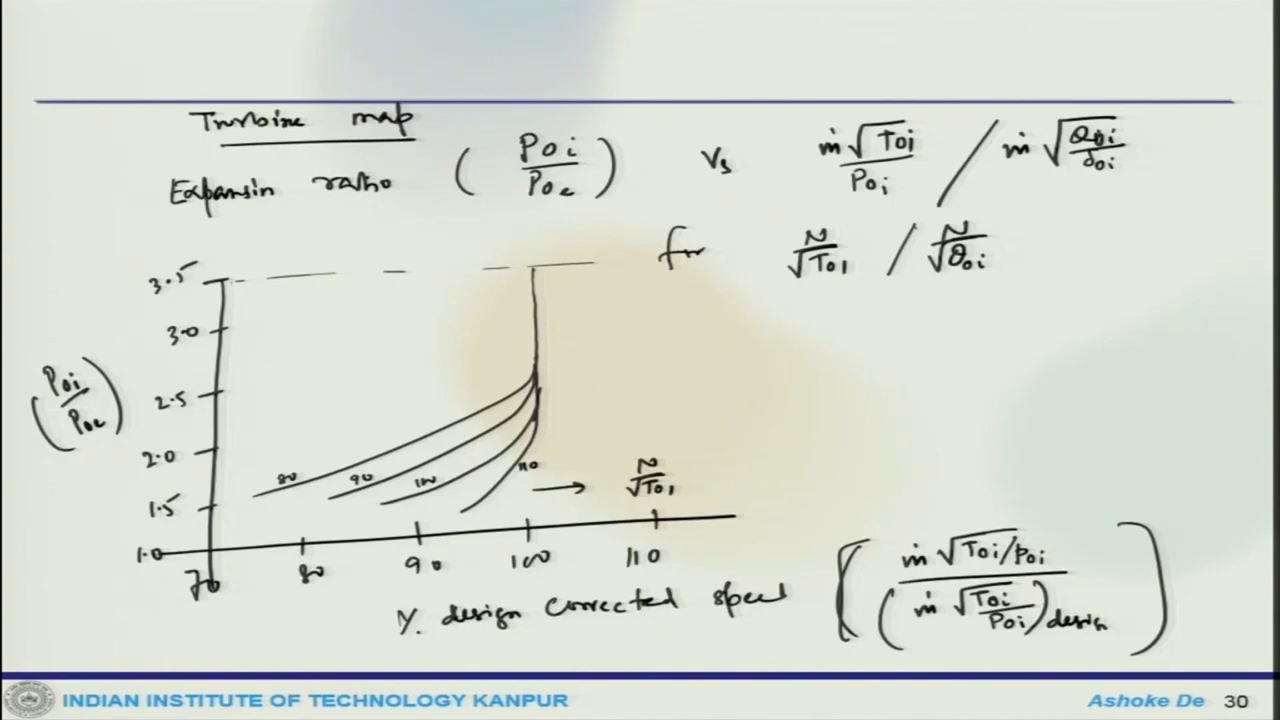 Turbine map
Expansin ratio ( P0i / P0e ) Vs ṁ√T0i / P0i / ṁ √(θ0i / δ0i)
for N / √T01 / N / √θ0i
3.5
3.0
2.5
2.0
1.5
1.0
( P0i / P0e )
80 90 100 110
→ N / √T01
70 80 90 100 110
Y. design corrected speed ( ṁ √T0i/P0i / ( ṁ √T0i / P0i )design )
INDIAN INSTITUTE OF TECHNOLOGY KANPUR
Ashoke De 30